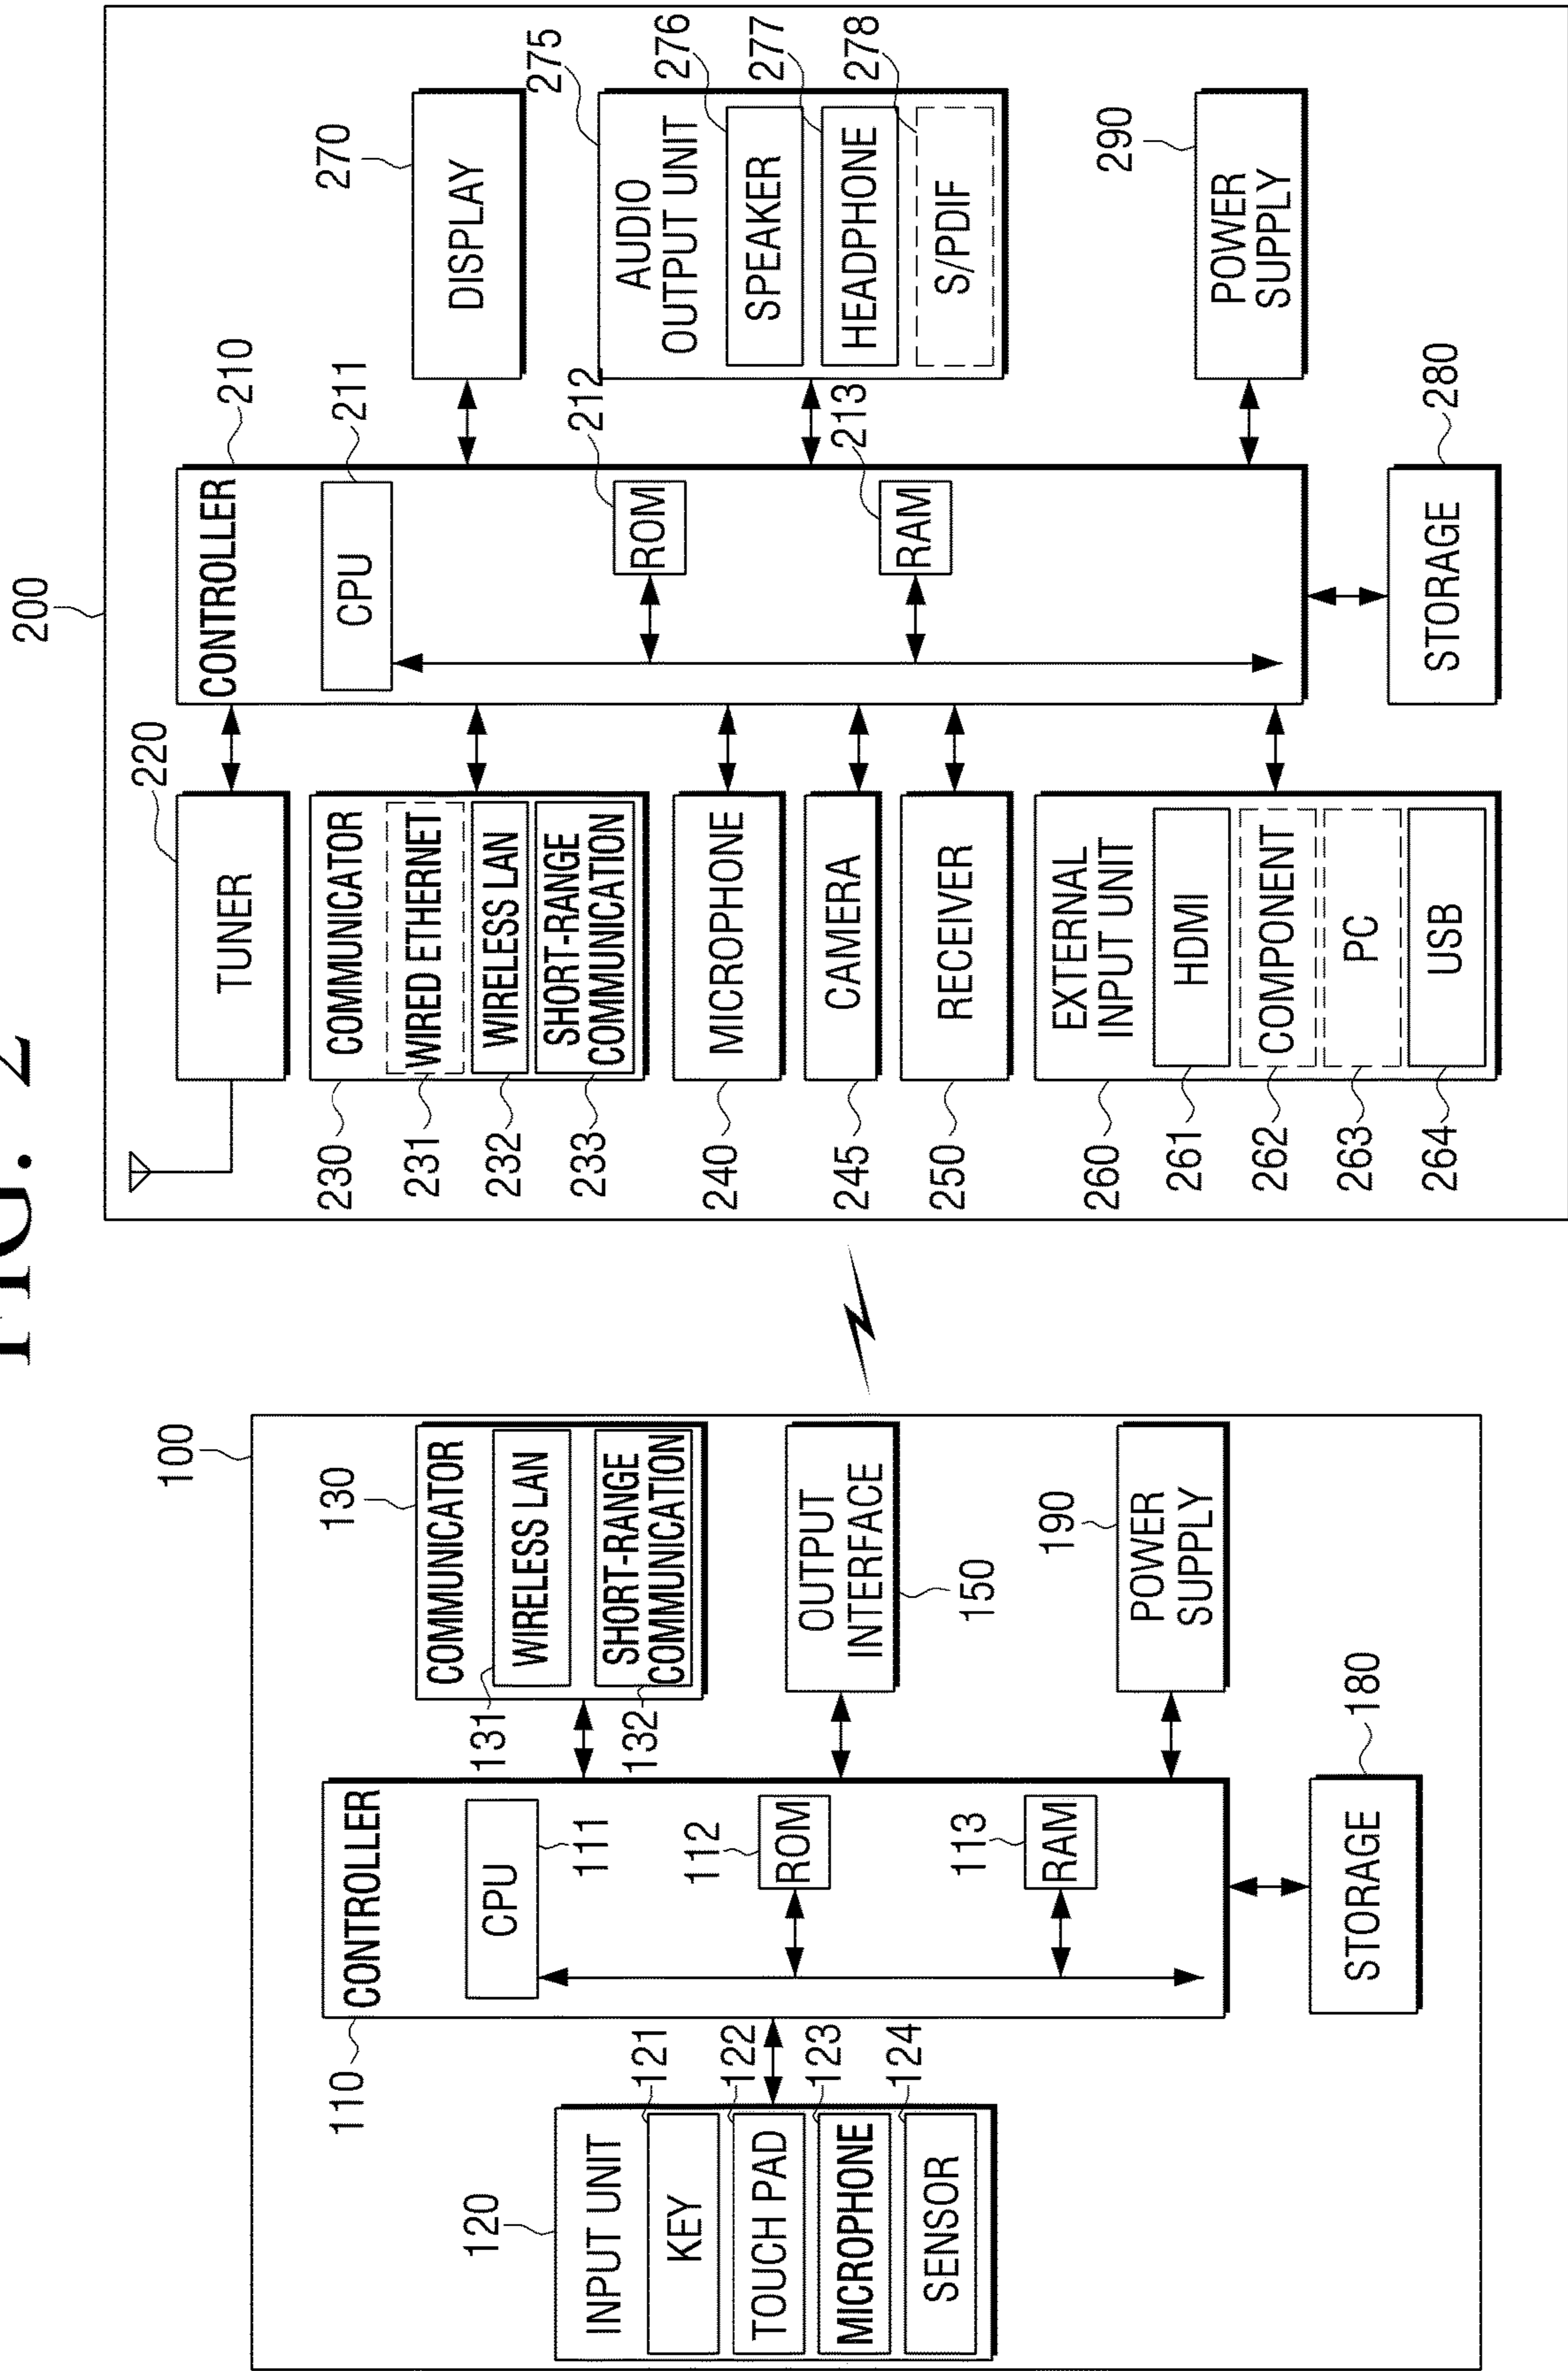 FIG. 2
100
110
CONTROLLER
CPU
111
112
ROM
113
RAM
120
INPUT UNIT
KEY
121
TOUCH PAD
122
MICROPHONE
123
SENSOR
124
130
COMMUNICATOR
WIRELESS LAN
131
SHORT-RANGE
COMMUNICATION
132
OUTPUT
INTERFACE
150
190
POWER
SUPPLY
180
STORAGE
200
220
TUNER
CONTROLLER
210
CPU
211
ROM
212
RAM
213
COMMUNICATOR
230
WIRED ETHERNET
231
WIRELESS LAN
232
SHORT-RANGE
COMMUNICATION
233
MICROPHONE
240
CAMERA
245
RECEIVER
250
EXTERNAL
INPUT UNIT
260
HDMI
261
COMPONENT
262
PC
263
USB
264
270
DISPLAY
275
AUDIO
OUTPUT UNIT
SPEAKER
276
HEADPHONE
277
S/PDIF
278
290
POWER
SUPPLY
280
STORAGE